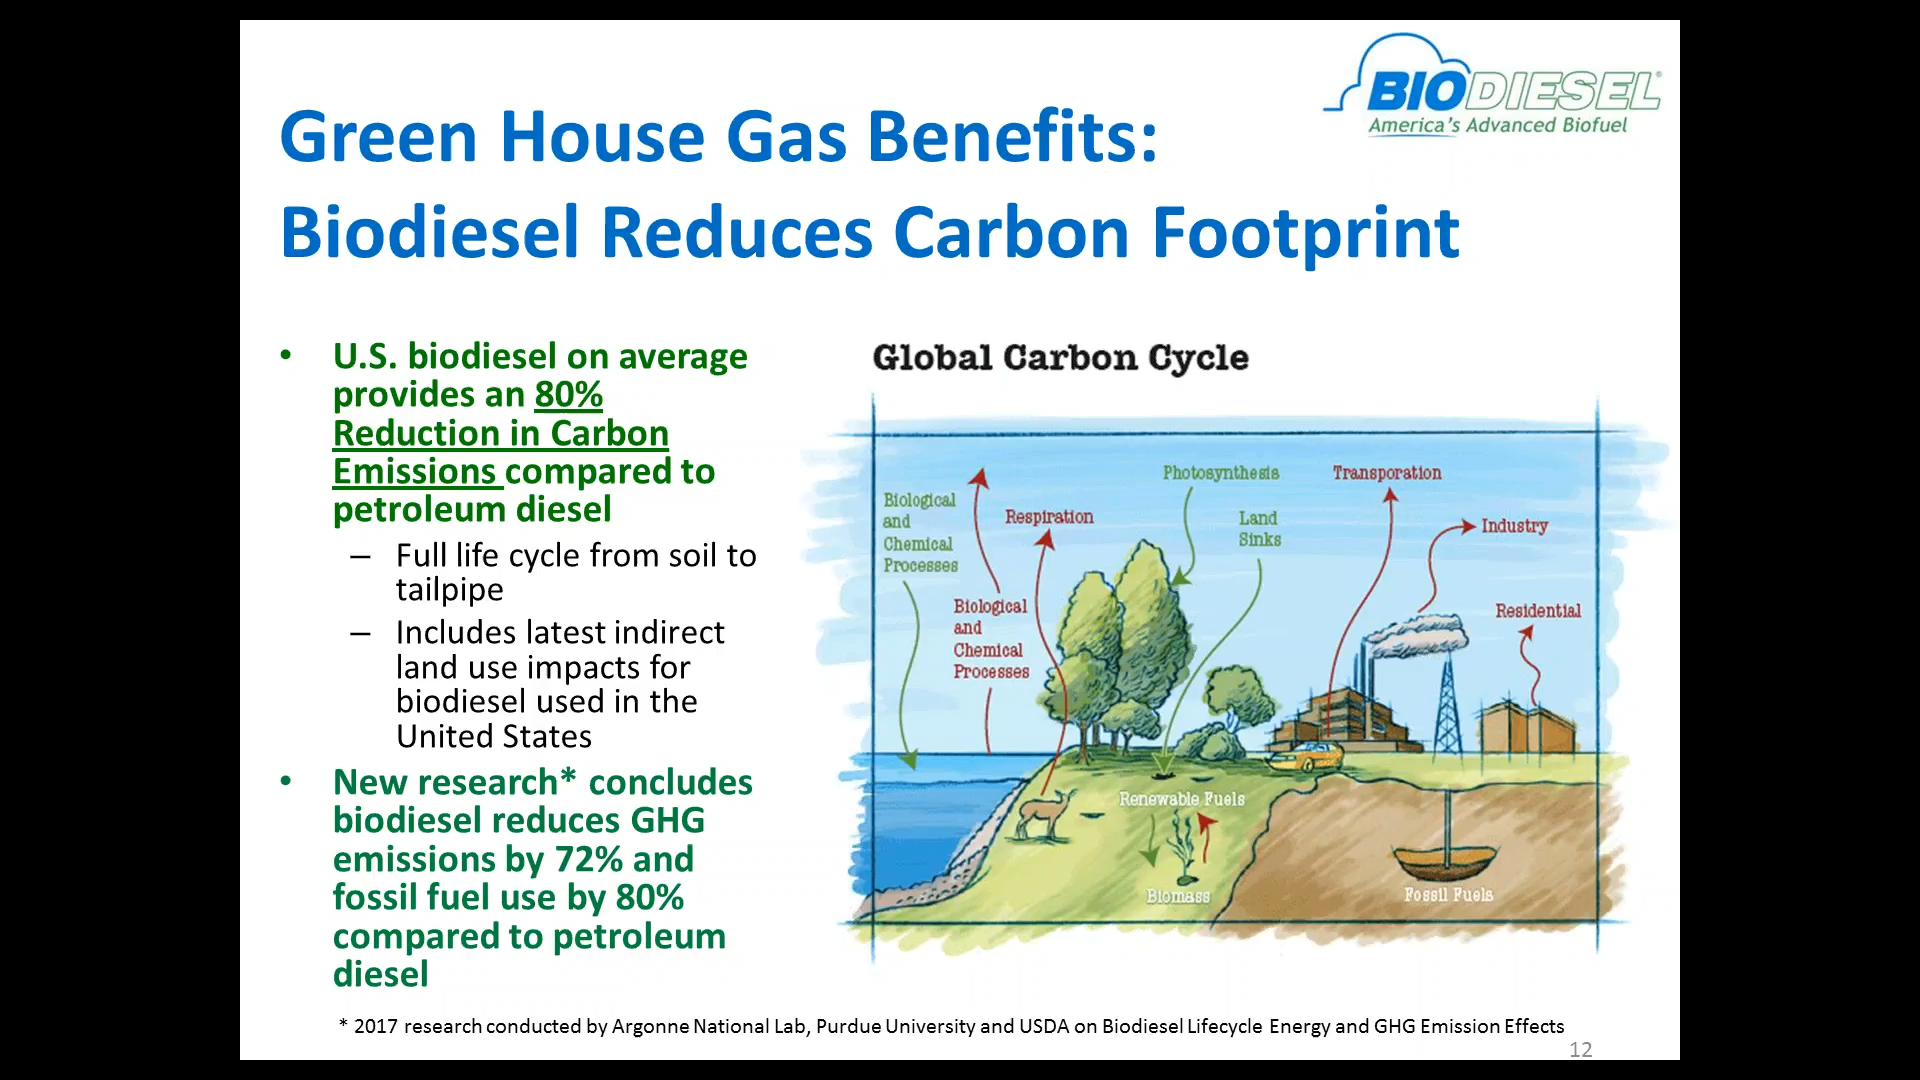 BIODIESEL®
America's Advanced Biofuel
Green House Gas Benefits:
Biodiesel Reduces Carbon Footprint
• U.S. biodiesel on average
provides an 80%
Reduction in Carbon
Emissions compared to
petroleum diesel
– Full life cycle from soil to
tailpipe
– Includes latest indirect
land use impacts for
biodiesel used in the
United States
• New research* concludes
biodiesel reduces GHG
emissions by 72% and
fossil fuel use by 80%
compared to petroleum
diesel
Global Carbon Cycle
Biological
and
Chemical
Processes
Respiration
Biological
and
Chemical
Processes
Photosynthesis
Land
Sinks
Transporation
Industry
Residential
Renewable Fuels
Biomass
Fossil Fuels
* 2017 research conducted by Argonne National Lab, Purdue University and USDA on Biodiesel Lifecycle Energy and GHG Emission Effects
12